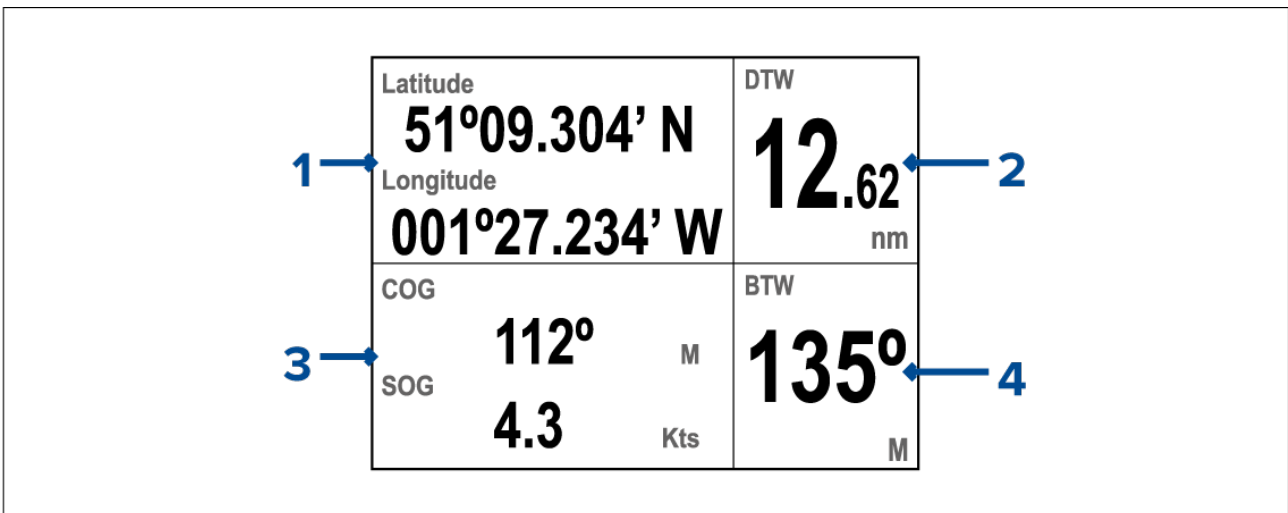 Latitude
51º09.304’ N
Longitude
001º27.234’ W
DTW
12.62
nm
COG
112º M
SOG
4.3 Kts
BTW
135º
M
1
2
3
4